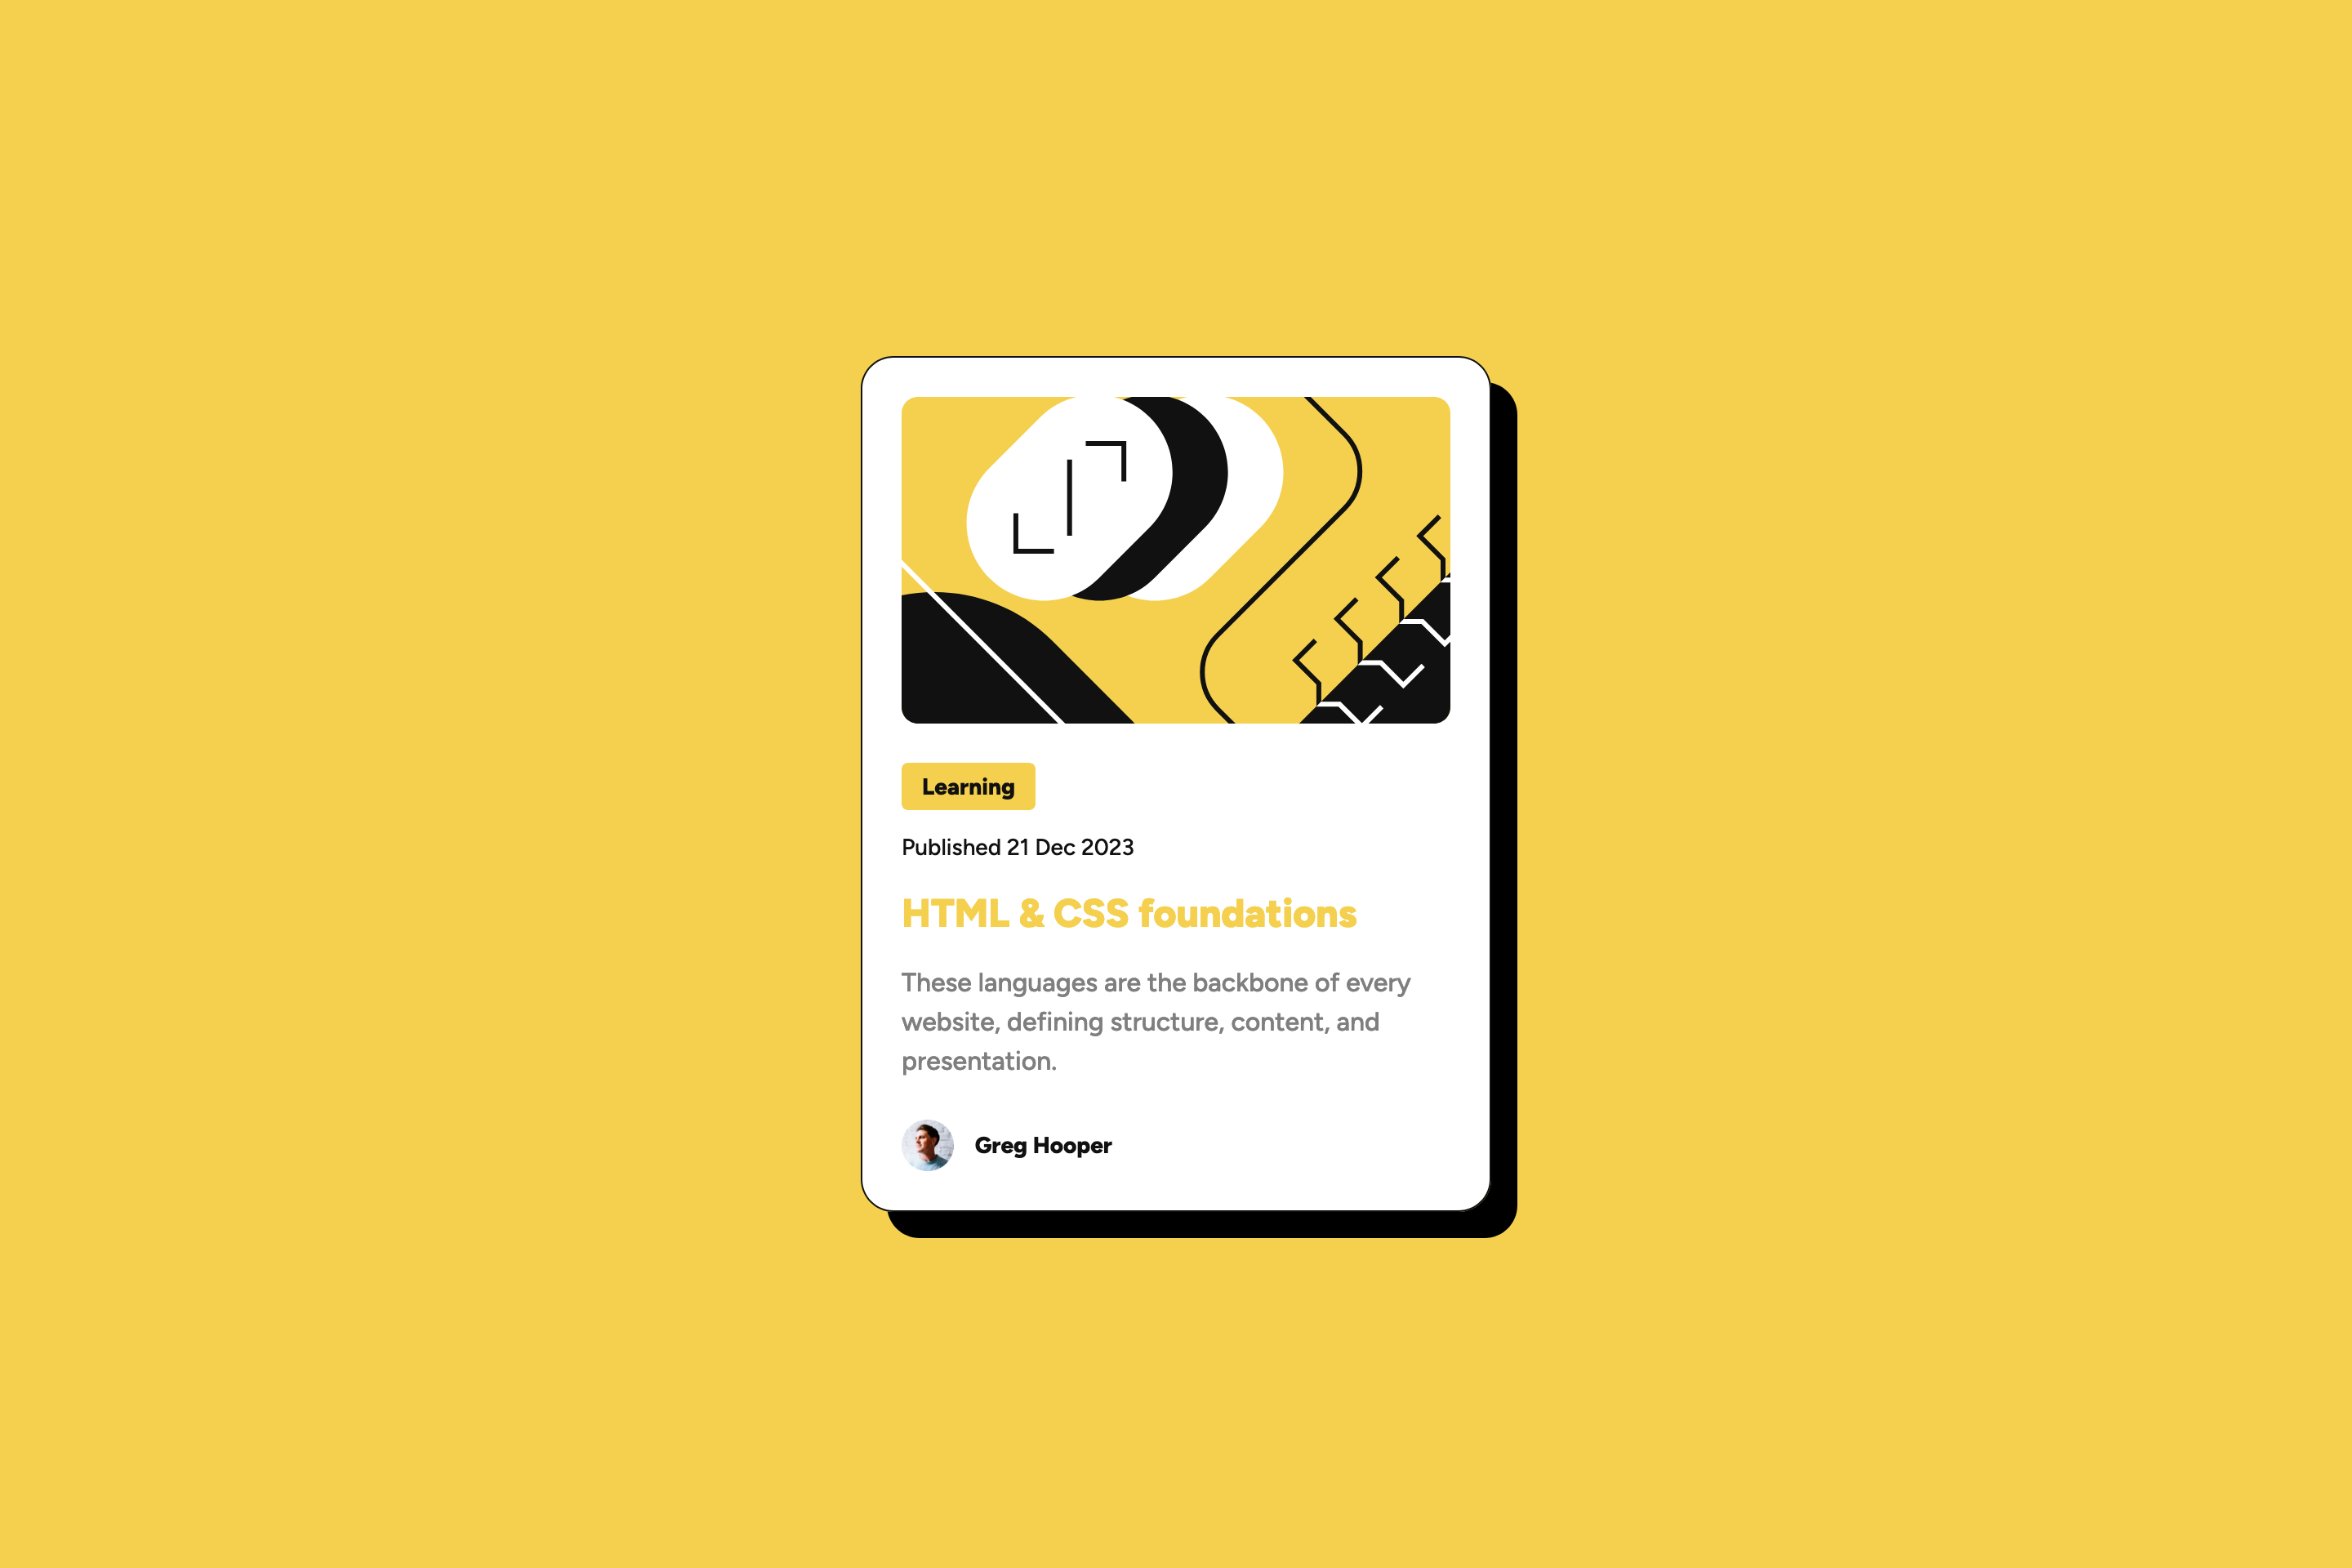 Learning
Published 21 Dec 2023
HTML & CSS foundations
These languages are the backbone of every
website, defining structure, content, and
presentation.
Greg Hooper